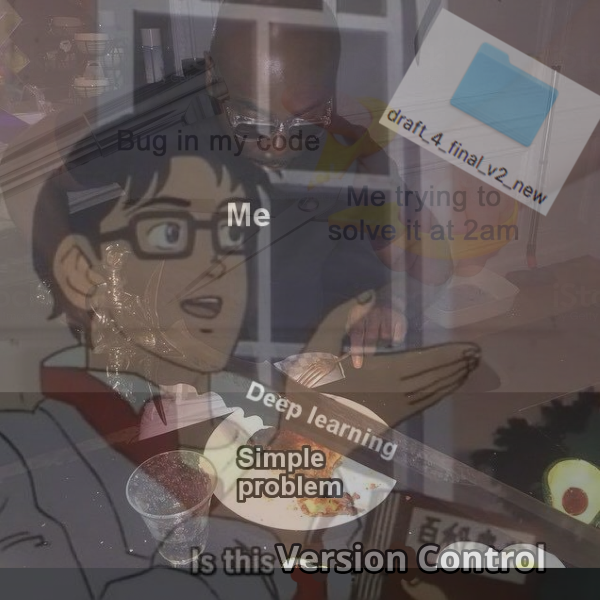 Bug in my code
draft_4_final_v2_new
Me
Me trying to
solve it at 2am
Deep learning
Simple
problem
Is this Version Control